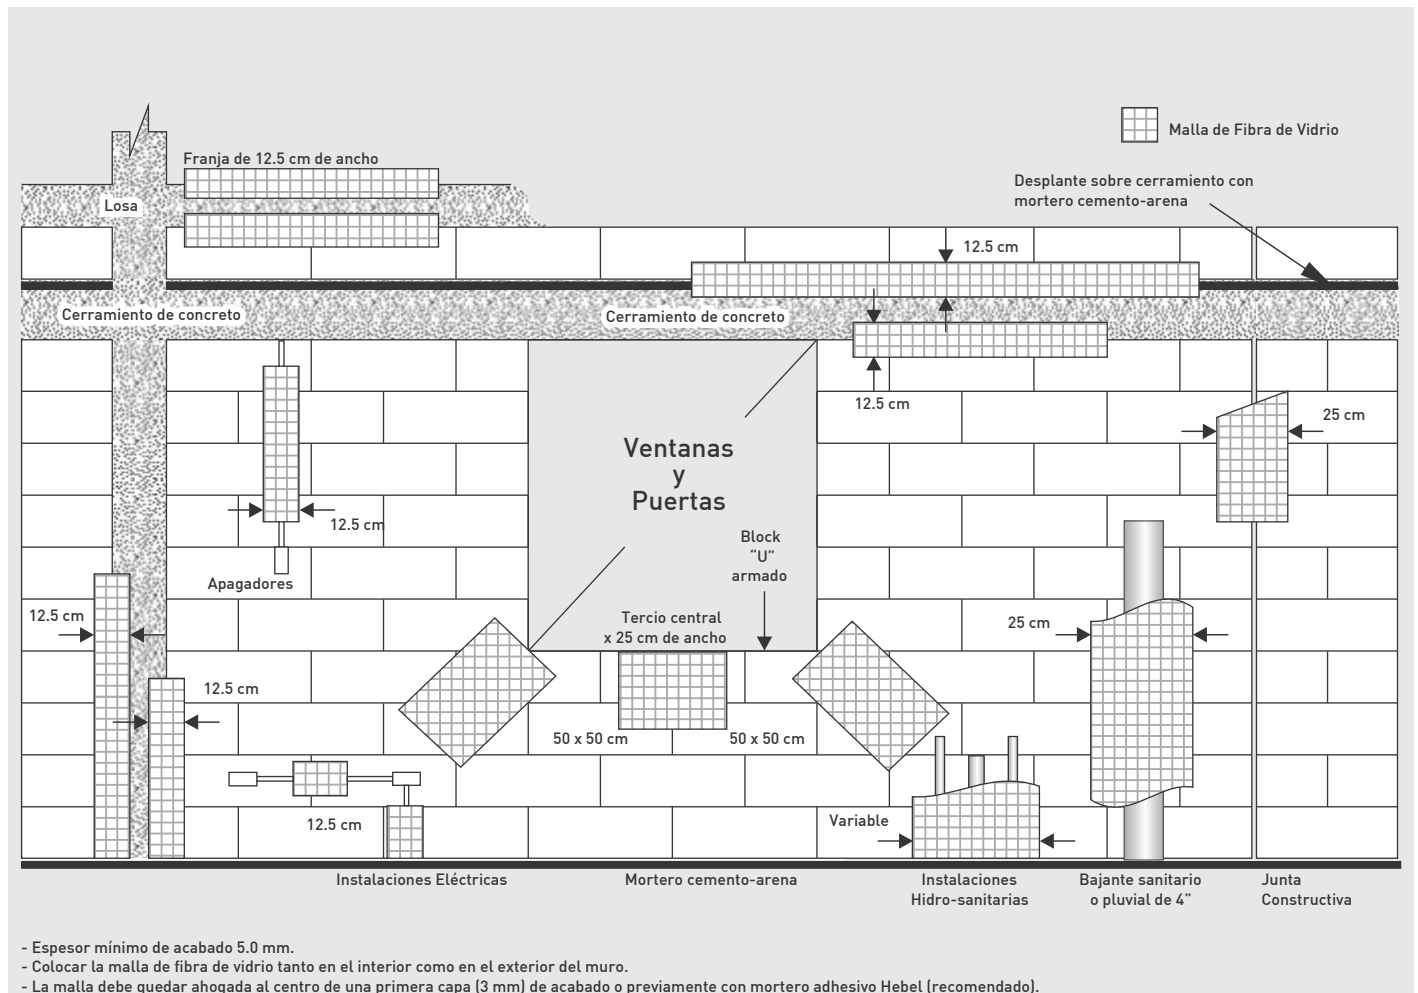 Malla de Fibra de Vidrio
Franja de 12.5 cm de ancho
Desplante sobre cerramiento con
mortero cemento-arena
Losa
12.5 cm
Cerramiento de concreto
Cerramiento de concreto
12.5 cm
25 cm
Ventanas
y
Puertas
12.5 cm
Block
“U”
armado
Apagadores
12.5 cm
Tercio central
x 25 cm de ancho
25 cm
12.5 cm
50 x 50 cm
50 x 50 cm
12.5 cm
Variable
Instalaciones Eléctricas
Mortero cemento-arena
Instalaciones
Hidro-sanitarias
Bajante sanitario
o pluvial de 4”
Junta
Constructiva
- Espesor mínimo de acabado 5.0 mm.
- Colocar la malla de fibra de vidrio tanto en el interior como en el exterior del muro.
- La malla debe quedar ahogada al centro de una primera capa (3 mm) de acabado o previamente con mortero adhesivo Hebel (recomendado).